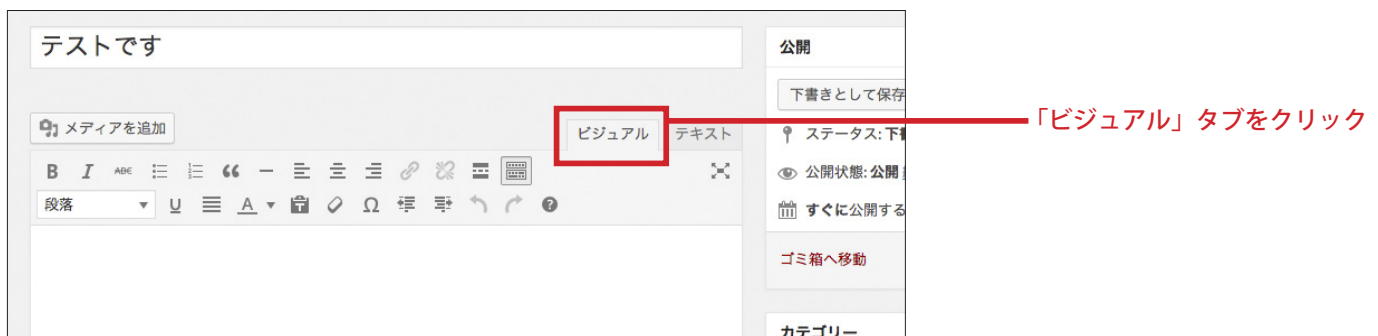 テストです
メディアを追加
ビジュアル
テキスト
B I ABE
段落
U A T Ω ?
公開
下書きとして保存
ステータス: 下書
公開状態: 公開
すぐに公開する
ゴミ箱へ移動
カテゴリー
「ビジュアル」タブをクリック